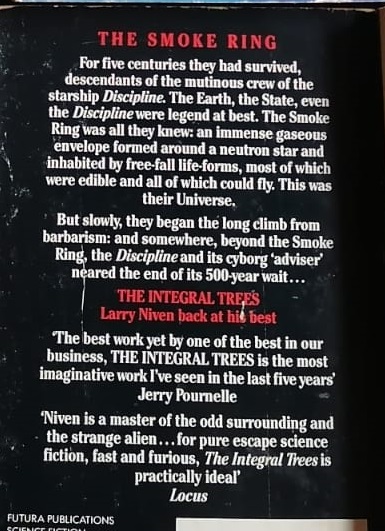 THE SMOKE RING
For five centuries they had survived,
descendants of the mutinous crew of the
starship Discipline. The Earth, the State, even
the Discipline were legend at best. The Smoke
Ring was all they knew: an immense gaseous
envelope formed around a neutron star and
inhabited by free-fall life-forms, most of which
were edible and all of which could fly. This was
their Universe.
But slowly, they began the long climb from
barbarism: and somewhere, beyond the Smoke
Ring, the Discipline and its cyborg ‘adviser’
neared the end of its 500-year wait...
THE INTEGRAL TREES
Larry Niven back at his best
‘The best work yet by one of the best in our
business, THE INTEGRAL TREES is the most
imaginative work I’ve seen in the last five years’
Jerry Pournelle
‘Niven is a master of the odd surrounding and
the strange alien...for pure escape science
fiction, fast and furious, The Integral Trees is
practically ideal’
Locus
FUTURA PUBLICATIONS
SCIENCE FICTION